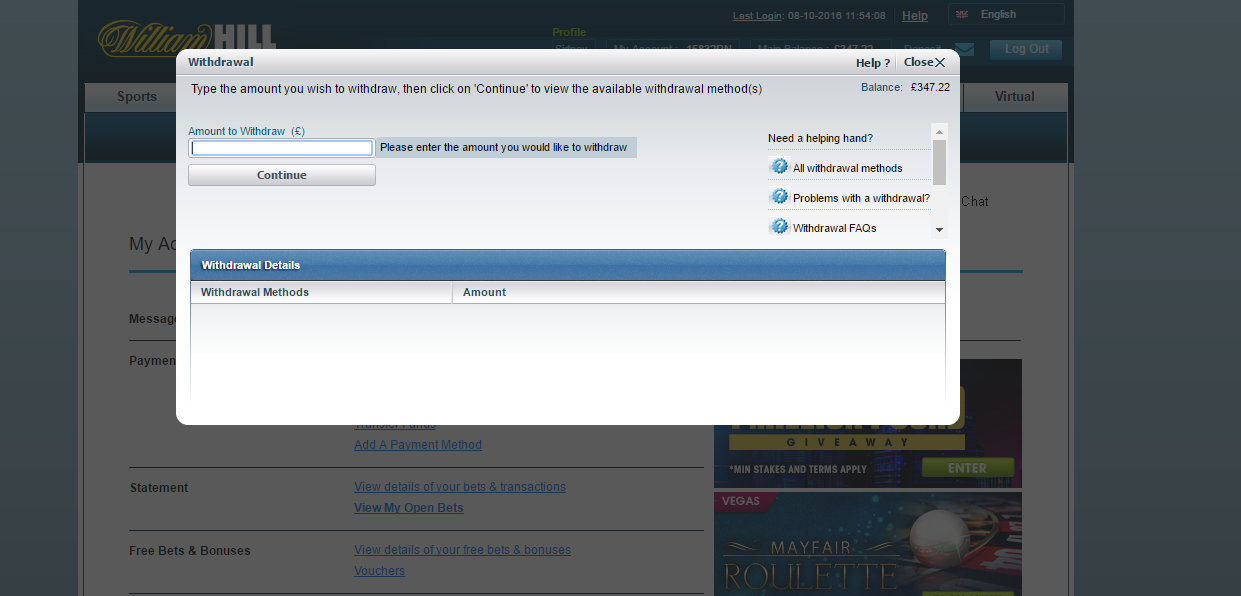 Last Login: 08-10-2016 11:54:08
Help
English
William HILL
Profile
Log Out
Sports
Virtual
Withdrawal
Help ?
Close
Type the amount you wish to withdraw, then click on 'Continue' to view the available withdrawal method(s)
Balance: £347.22
Amount to Withdraw (£)
Please enter the amount you would like to withdraw
Continue
Need a helping hand?
All withdrawal methods
Problems with a withdrawal?
Withdrawal FAQs
Withdrawal Details
Withdrawal Methods
Amount
Chat
My Ac
Message
Paymen
Transfer Funds
Add A Payment Method
Statement
View details of your bets & transactions
View My Open Bets
Free Bets & Bonuses
View details of your free bets & bonuses
Vouchers
GIVEAWAY
*MIN STAKES AND TERMS APPLY
ENTER
VEGAS
MAYFAIR
ROULETTE